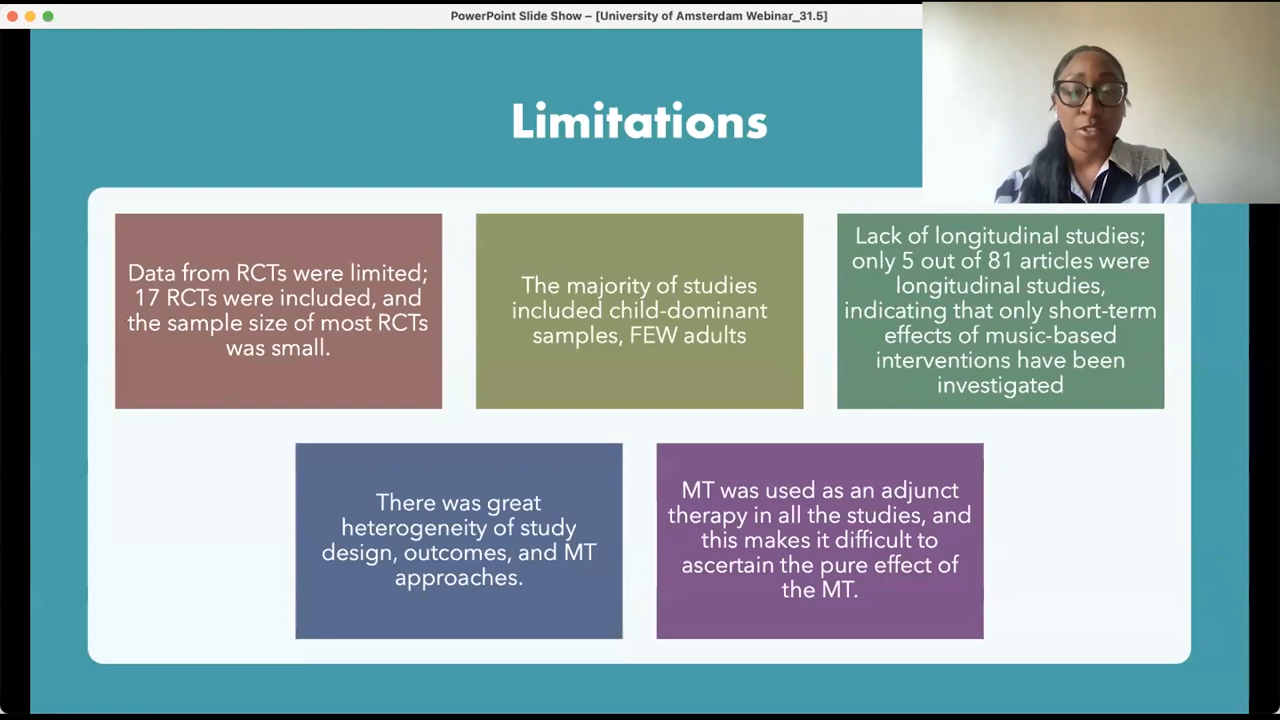 PowerPoint Slide Show – [University of Amsterdam Webinar_31.5]
Limitations
Data from RCTs were limited;
17 RCTs were included, and
the sample size of most RCTs
was small.
The majority of studies
included child-dominant
samples, FEW adults
Lack of longitudinal studies;
only 5 out of 81 articles were
longitudinal studies,
indicating that only short-term
effects of music-based
interventions have been
investigated
There was great
heterogeneity of study
design, outcomes, and MT
approaches.
MT was used as an adjunct
therapy in all the studies, and
this makes it difficult to
ascertain the pure effect of
the MT.